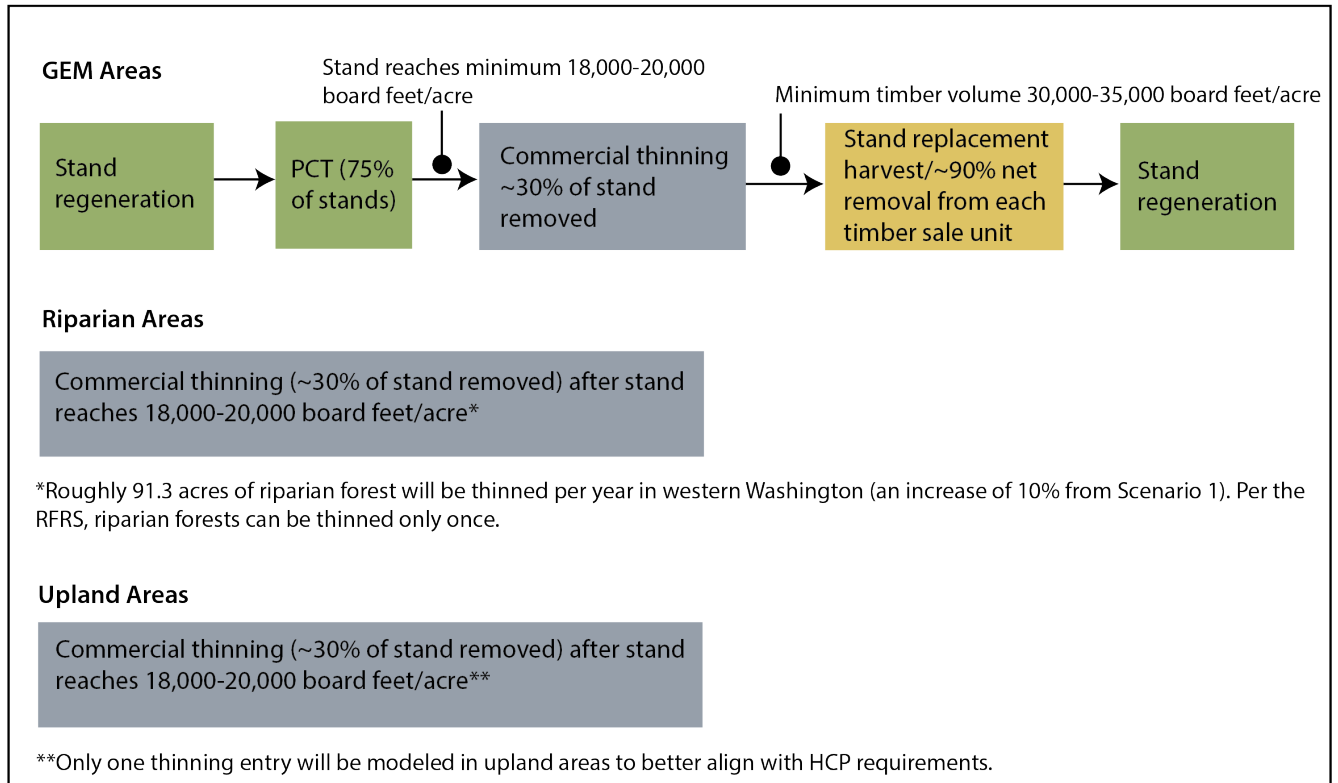 GEM Areas
Stand reaches minimum 18,000-20,000
board feet/acre
Minimum timber volume 30,000-35,000 board feet/acre
Stand
regeneration
PCT (75%
of stands)
Commercial thinning
~30% of stand
removed
Stand replacement
harvest/~90% net
removal from each
timber sale unit
Stand
regeneration
Riparian Areas
Commercial thinning (~30% of stand removed) after stand
reaches 18,000-20,000 board feet/acre*
*Roughly 91.3 acres of riparian forest will be thinned per year in western Washington (an increase of 10% from Scenario 1). Per the
RFRS, riparian forests can be thinned only once.
Upland Areas
Commercial thinning (~30% of stand removed) after stand
reaches 18,000-20,000 board feet/acre**
**Only one thinning entry will be modeled in upland areas to better align with HCP requirements.